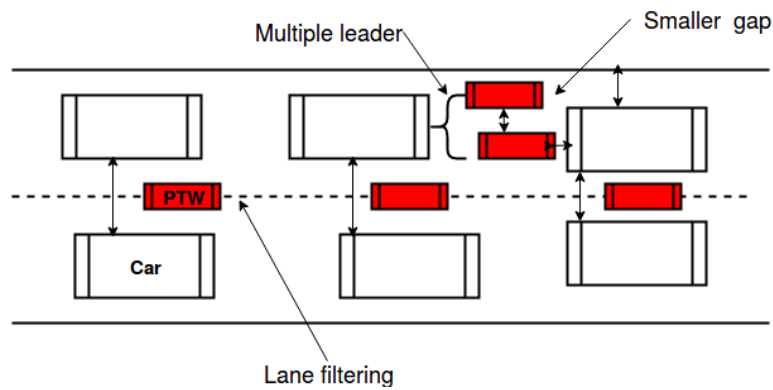 Smaller gap
Multiple leader
PTW
Car
Lane filtering